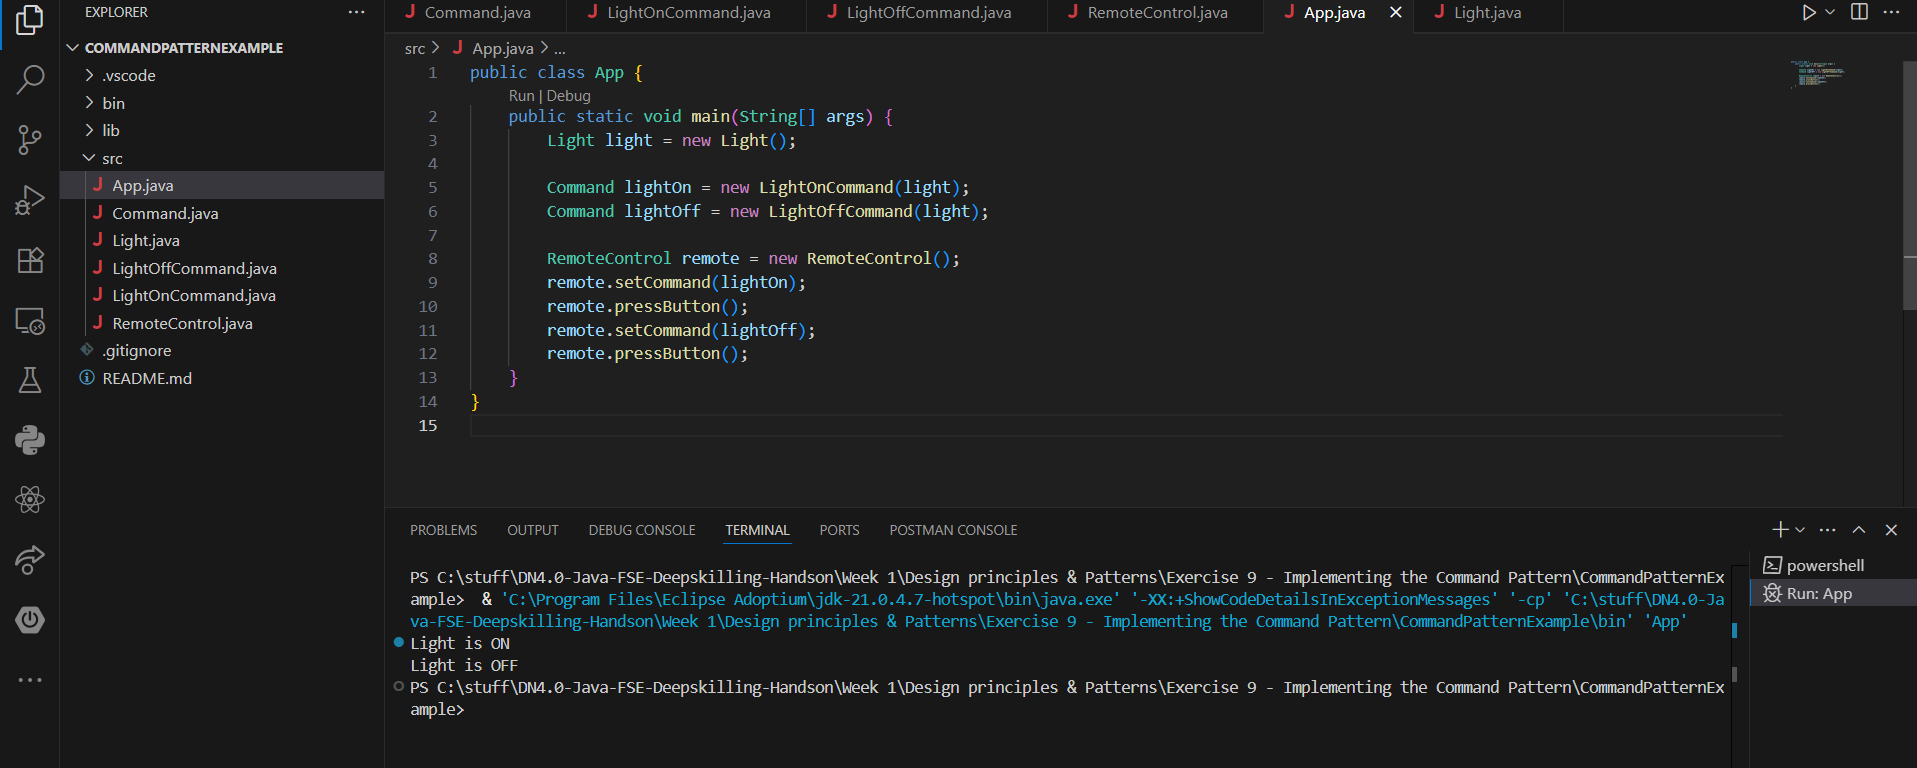 EXPLORER
COMMANDPATTERNEXAMPLE
.vscode
bin
lib
src
App.java
Command.java
Light.java
LightOffCommand.java
LightOnCommand.java
RemoteControl.java
.gitignore
README.md
Command.java LightOnCommand.java LightOffCommand.java RemoteControl.java App.java Light.java
src > App.java > ...
1 public class App {
Run | Debug
2 public static void main(String[] args) {
3 Light light = new Light();
4
5 Command lightOn = new LightOnCommand(light);
6 Command lightOff = new LightOffCommand(light);
7
8 RemoteControl remote = new RemoteControl();
9 remote.setCommand(lightOn);
10 remote.pressButton();
11 remote.setCommand(lightOff);
12 remote.pressButton();
13 }
14 }
15
PROBLEMS OUTPUT DEBUG CONSOLE TERMINAL PORTS POSTMAN CONSOLE
PS C:\stuff\DN4.0-Java-FSE-Deepskilling-Handson\Week 1\Design principles & Patterns\Exercise 9 - Implementing the Command Pattern\CommandPatternEx
ample>  & 'C:\Program Files\Eclipse Adoptium\jdk-21.0.4.7-hotspot\bin\java.exe' '-XX:+ShowCodeDetailsInExceptionMessages' '-cp' 'C:\stuff\DN4.0-Ja
va-FSE-Deepskilling-Handson\Week 1\Design principles & Patterns\Exercise 9 - Implementing the Command Pattern\CommandPatternExample\bin' 'App'
Light is ON
Light is OFF
PS C:\stuff\DN4.0-Java-FSE-Deepskilling-Handson\Week 1\Design principles & Patterns\Exercise 9 - Implementing the Command Pattern\CommandPatternEx
ample>
powershell
Run: App